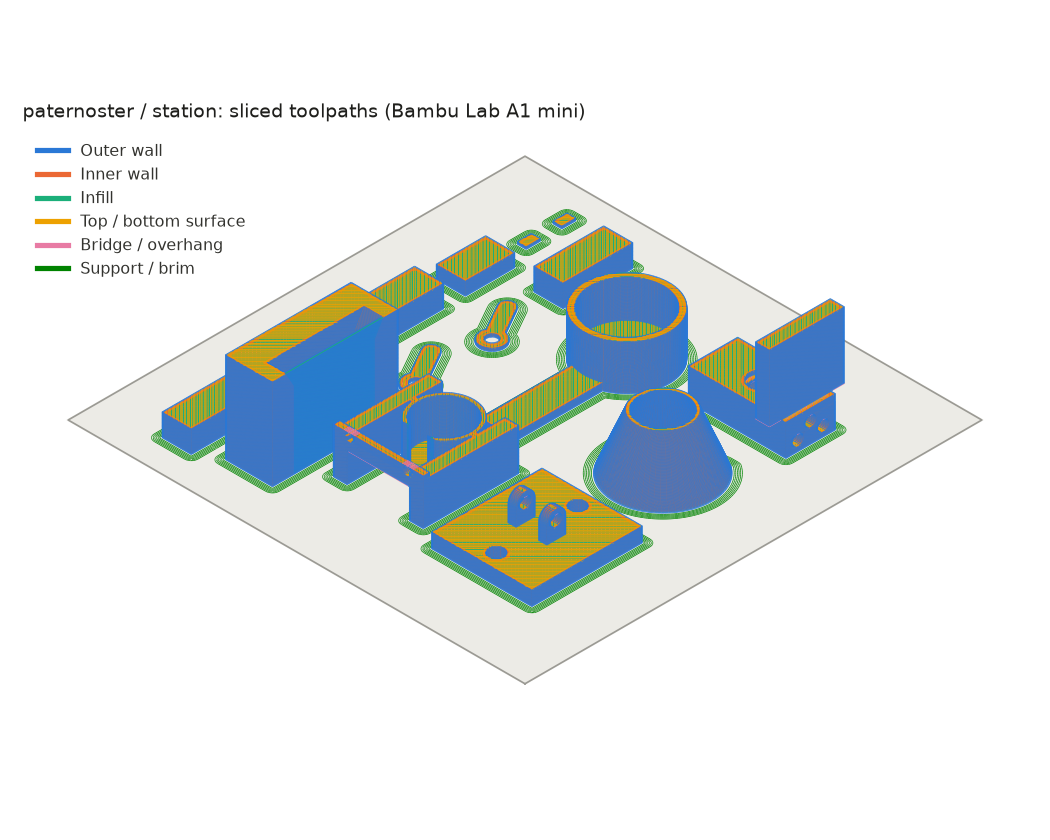 paternoster / station: sliced toolpaths (Bambu Lab A1 mini)
Outer wall
Inner wall
Infill
Top / bottom surface
Bridge / overhang
Support / brim